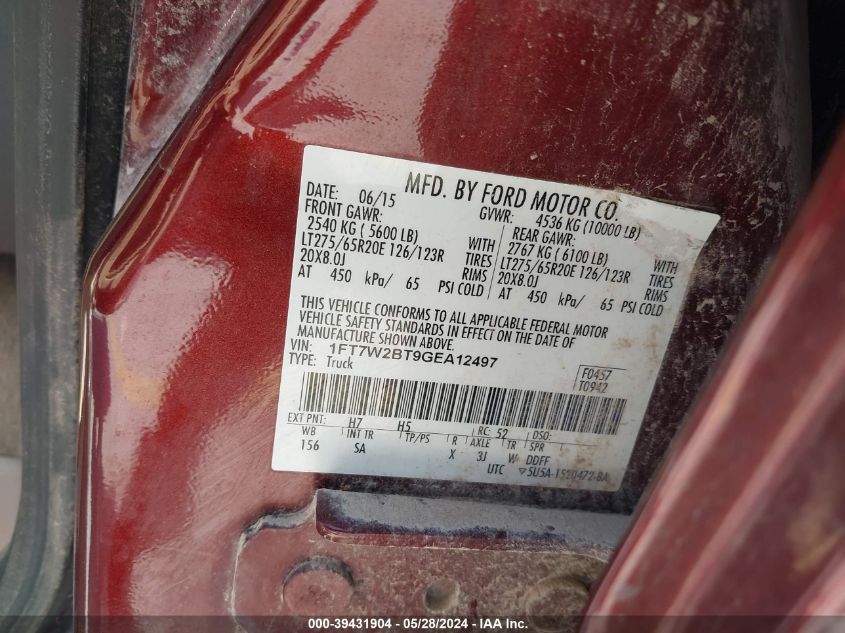 MFD. BY FORD MOTOR CO.
DATE: 06/15 GVWR: 4536 KG (10000 LB)
FRONT GAWR: REAR GAWR:
2540 KG ( 5600 LB) WITH 2767 KG ( 6100 LB) WITH
LT275/65R20E 126/123R TIRES LT275/65R20E 126/123R TIRES
20X8.0J RIMS 20X8.0J RIMS
AT 450 kPa/ 65 PSI COLD AT 450 kPa/ 65 PSI COLD
THIS VEHICLE CONFORMS TO ALL APPLICABLE FEDERAL MOTOR
VEHICLE SAFETY STANDARDS IN EFFECT ON THE DATE OF
MANUFACTURE SHOWN ABOVE.
VIN: 1FT7W2BT9GEA12497
TYPE: Truck
F0457
T0942
EXT PNT: H7 H5 RC: 52 DSO:
WB INT TR TP/PS R AXLE TR SPR
156 SA X 3J W DDFF
UTC 5U5A-1520472-BA
000-39431904 | 05/28/2024 | IAA Inc.